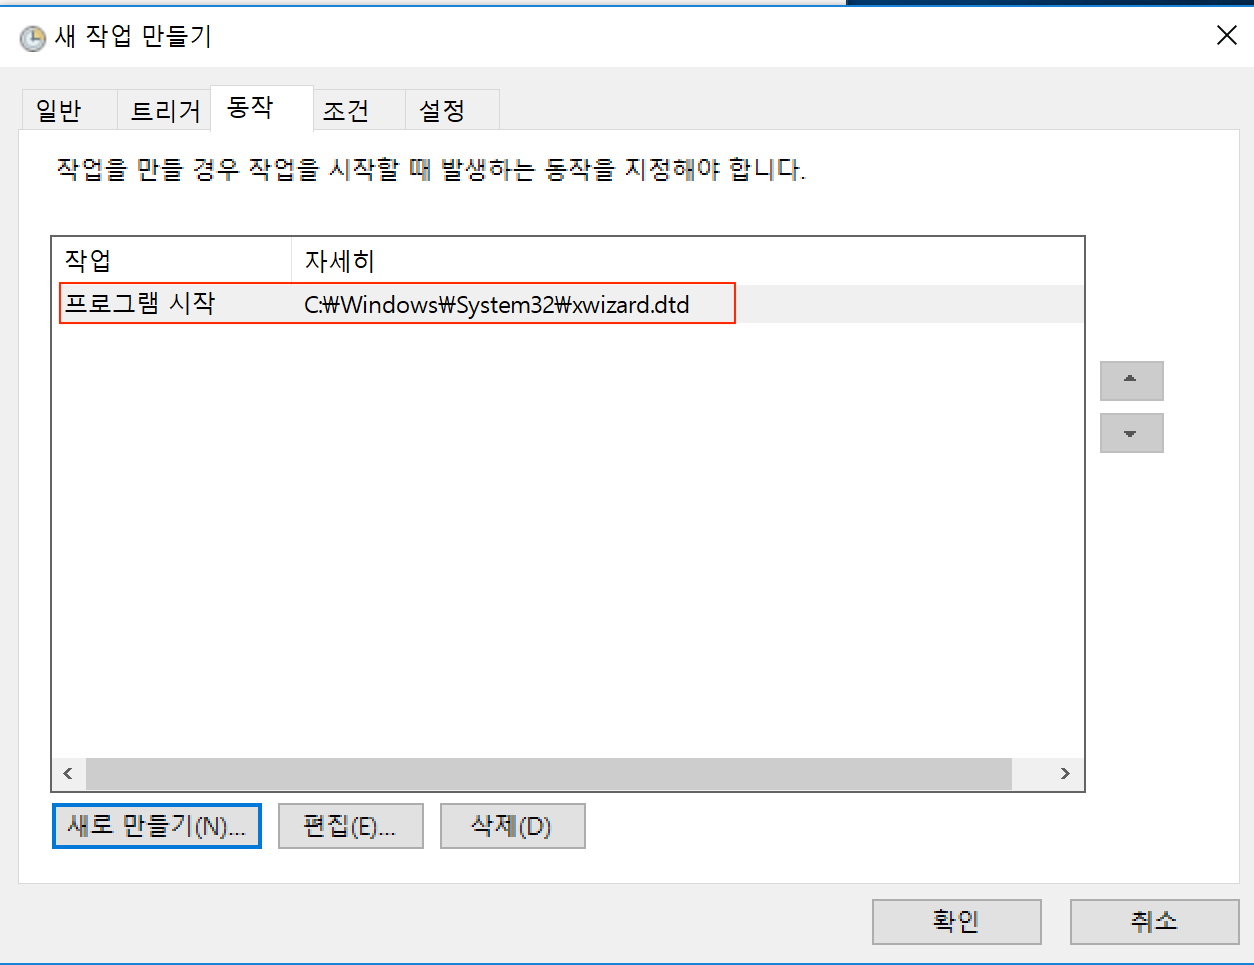 새 작업 만들기
일반 트리거 동작 조건 설정
작업을 만들 경우 작업을 시작할 때 발생하는 동작을 지정해야 합니다.
작업 자세히
프로그램 시작 C:₩Windows₩System32₩xwizard.dtd
새로 만들기(N)... 편집(E)... 삭제(D)
확인 취소